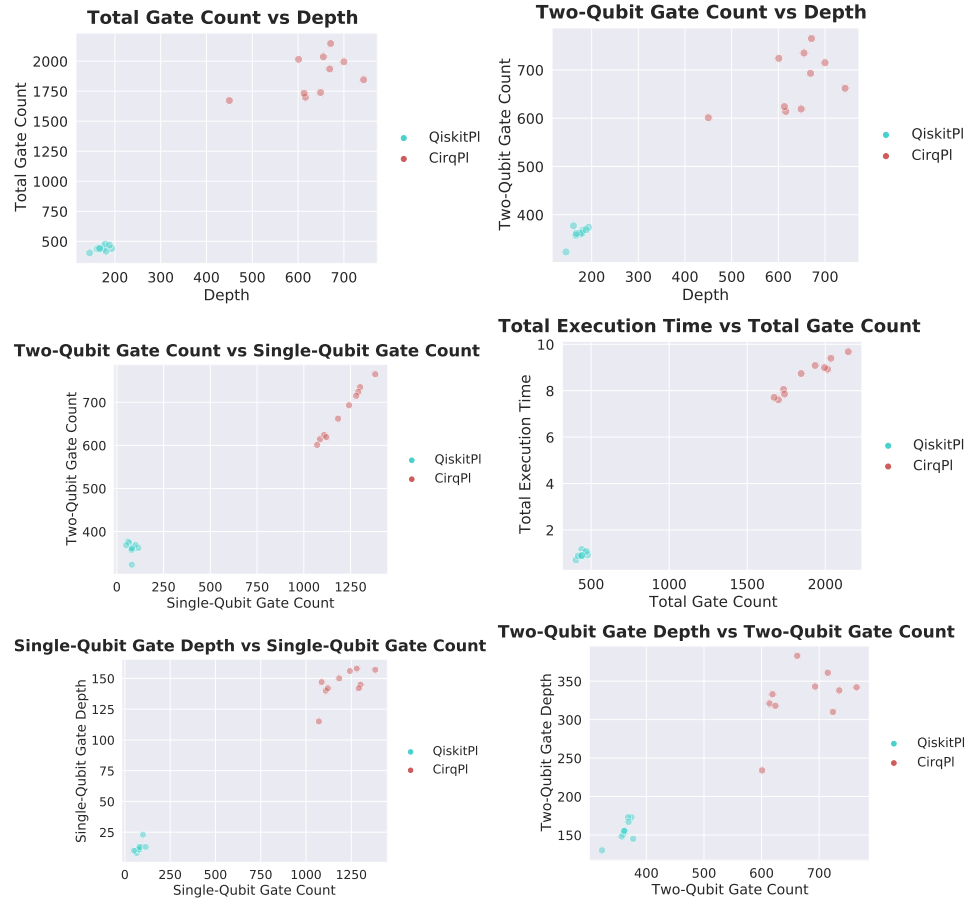 Total Gate Count vs Depth
Total Gate Count
2000
1750
1500
1250
1000
750
500
200 300 400 500 600 700
Depth
QiskitPl
CirqPl
Two-Qubit Gate Count vs Depth
Two-Qubit Gate Count
700
600
500
400
200 300 400 500 600 700
Depth
QiskitPl
CirqPl
Two-Qubit Gate Count vs Single-Qubit Gate Count
Two-Qubit Gate Count
700
600
500
400
0 250 500 750 1000 1250
Single-Qubit Gate Count
QiskitPl
CirqPl
Total Execution Time vs Total Gate Count
Total Execution Time
10
8
6
4
2
500 1000 1500 2000
Total Gate Count
QiskitPl
CirqPl
Single-Qubit Gate Depth vs Single-Qubit Gate Count
Single-Qubit Gate Depth
150
125
100
75
50
25
0 250 500 750 1000 1250
Single-Qubit Gate Count
QiskitPl
CirqPl
Two-Qubit Gate Depth vs Two-Qubit Gate Count
Two-Qubit Gate Depth
350
300
250
200
150
400 500 600 700
Two-Qubit Gate Count
QiskitPl
CirqPl